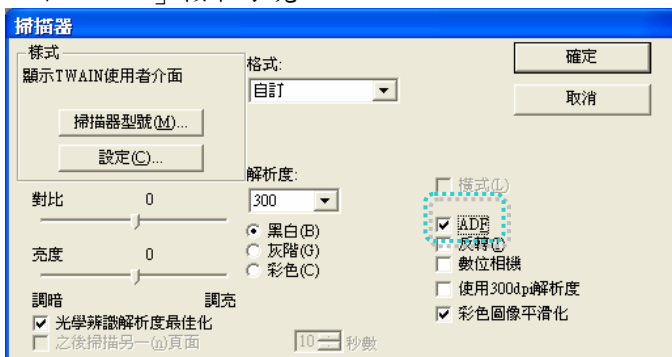 掃描器
樣式
顯示TWAIN使用者介面
掃描器型號(M)...
設定(C)...
格式:
自訂
確定
取消
解析度:
300
橫式(L)
對比 0
黑白(B)
ADF
灰階(G)
反轉(I)
亮度 0
彩色(C)
數位相機
調暗 調亮
使用300dpi解析度
光學辨識解析度最佳化
彩色圖像平滑化
之後掃描另一(n)頁面
10 秒數